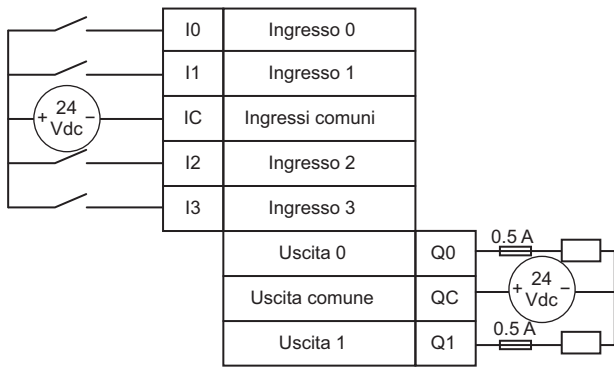 I0 Ingresso 0
I1 Ingresso 1
+ 24 Vdc −
IC Ingressi comuni
I2 Ingresso 2
I3 Ingresso 3
Uscita 0 Q0 0.5 A
Uscita comune QC
+ 24 Vdc −
Uscita 1 Q1 0.5 A